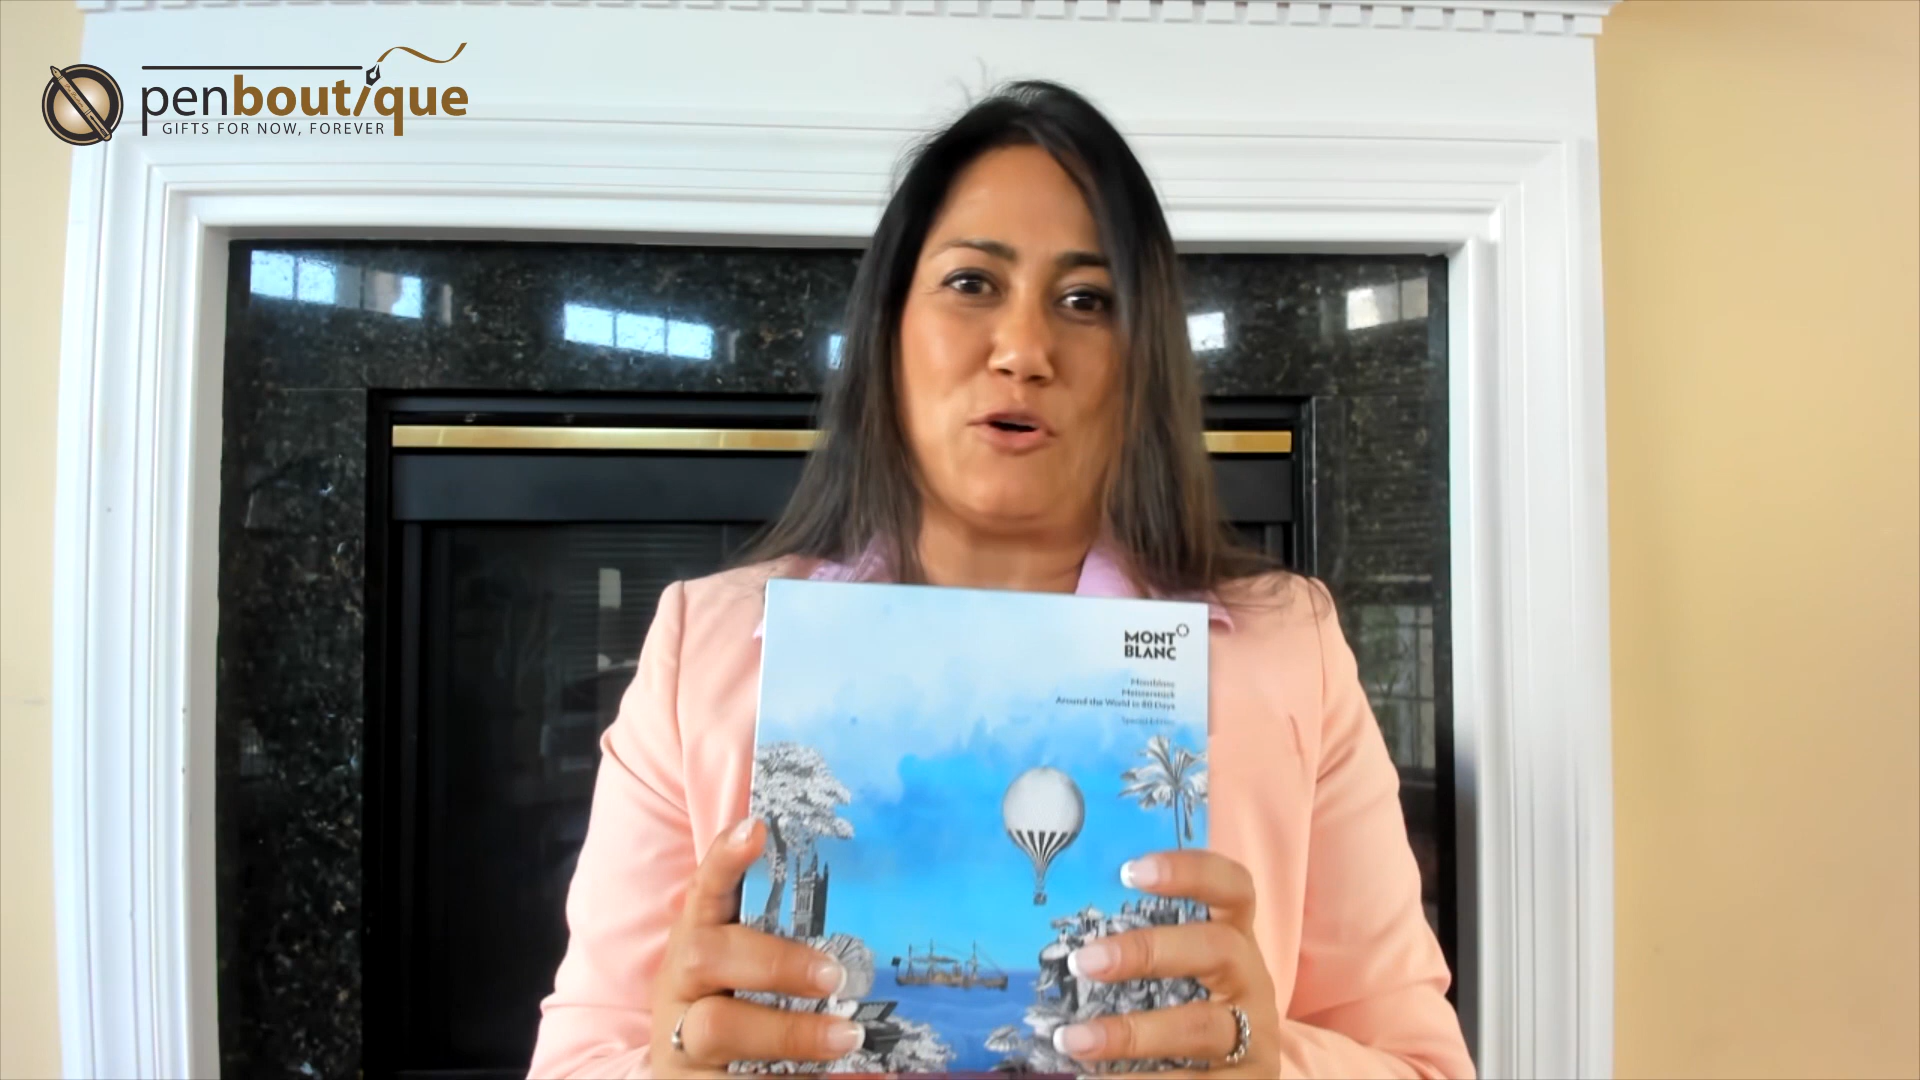 penboutique
GIFTS FOR NOW, FOREVER
MONT
BLANC
Montblanc
Meisterstück
Around the World in 80 Days
Special Edition